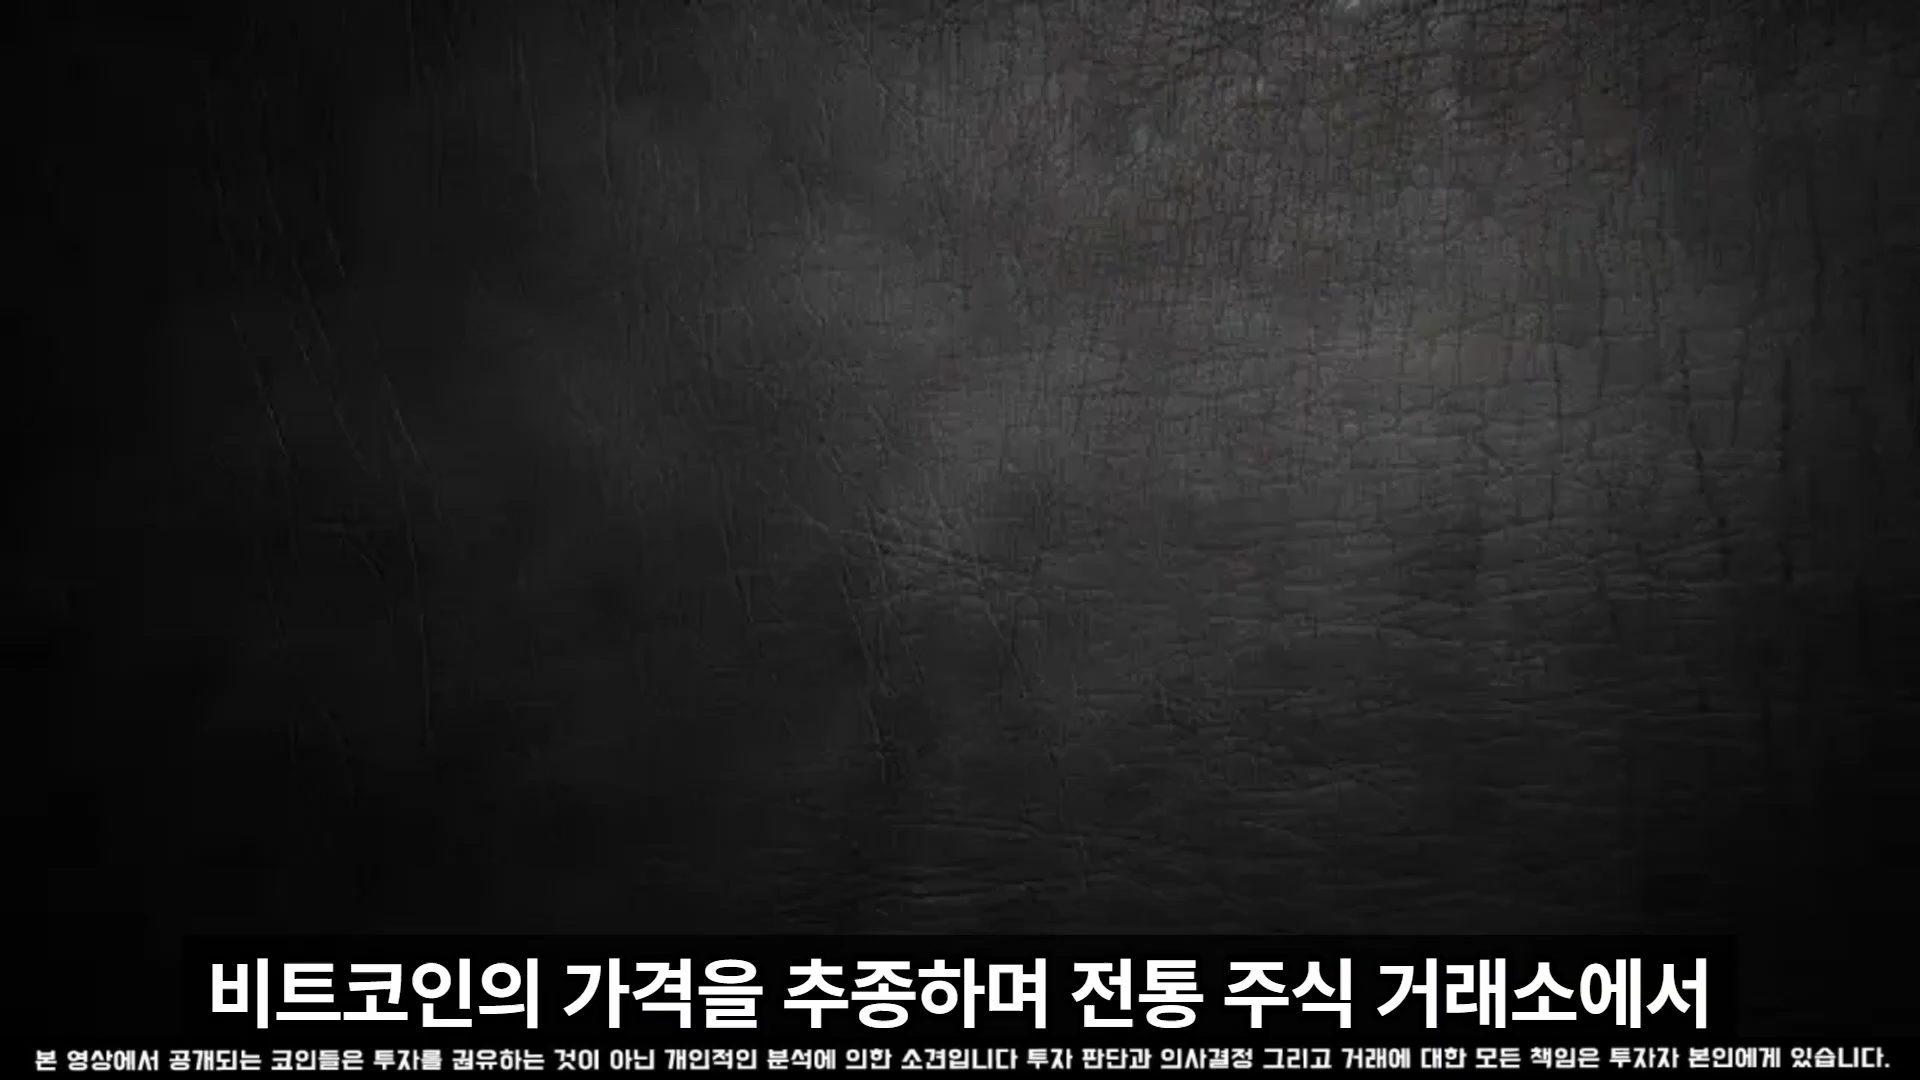 비트코인의 가격을 추종하며 전통 주식 거래소에서
본 영상에서 공개되는 코인들은 투자를 권유하는 것이 아닌 개인적인 분석에 의한 소견입니다 투자 판단과 의사결정 그리고 거래에 대한 모든 책임은 투자자 본인에게 있습니다.